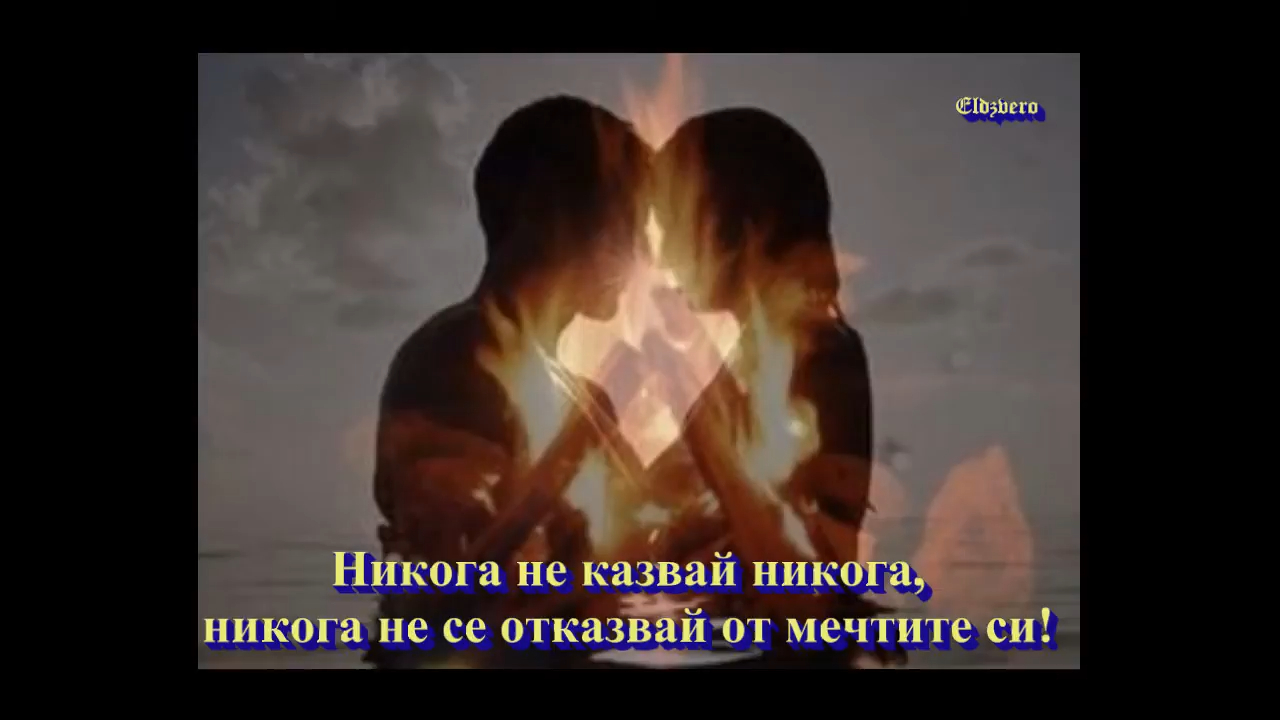 Eldzvero
Никога не казвай никога,
никога не се отказвай от мечтите си!